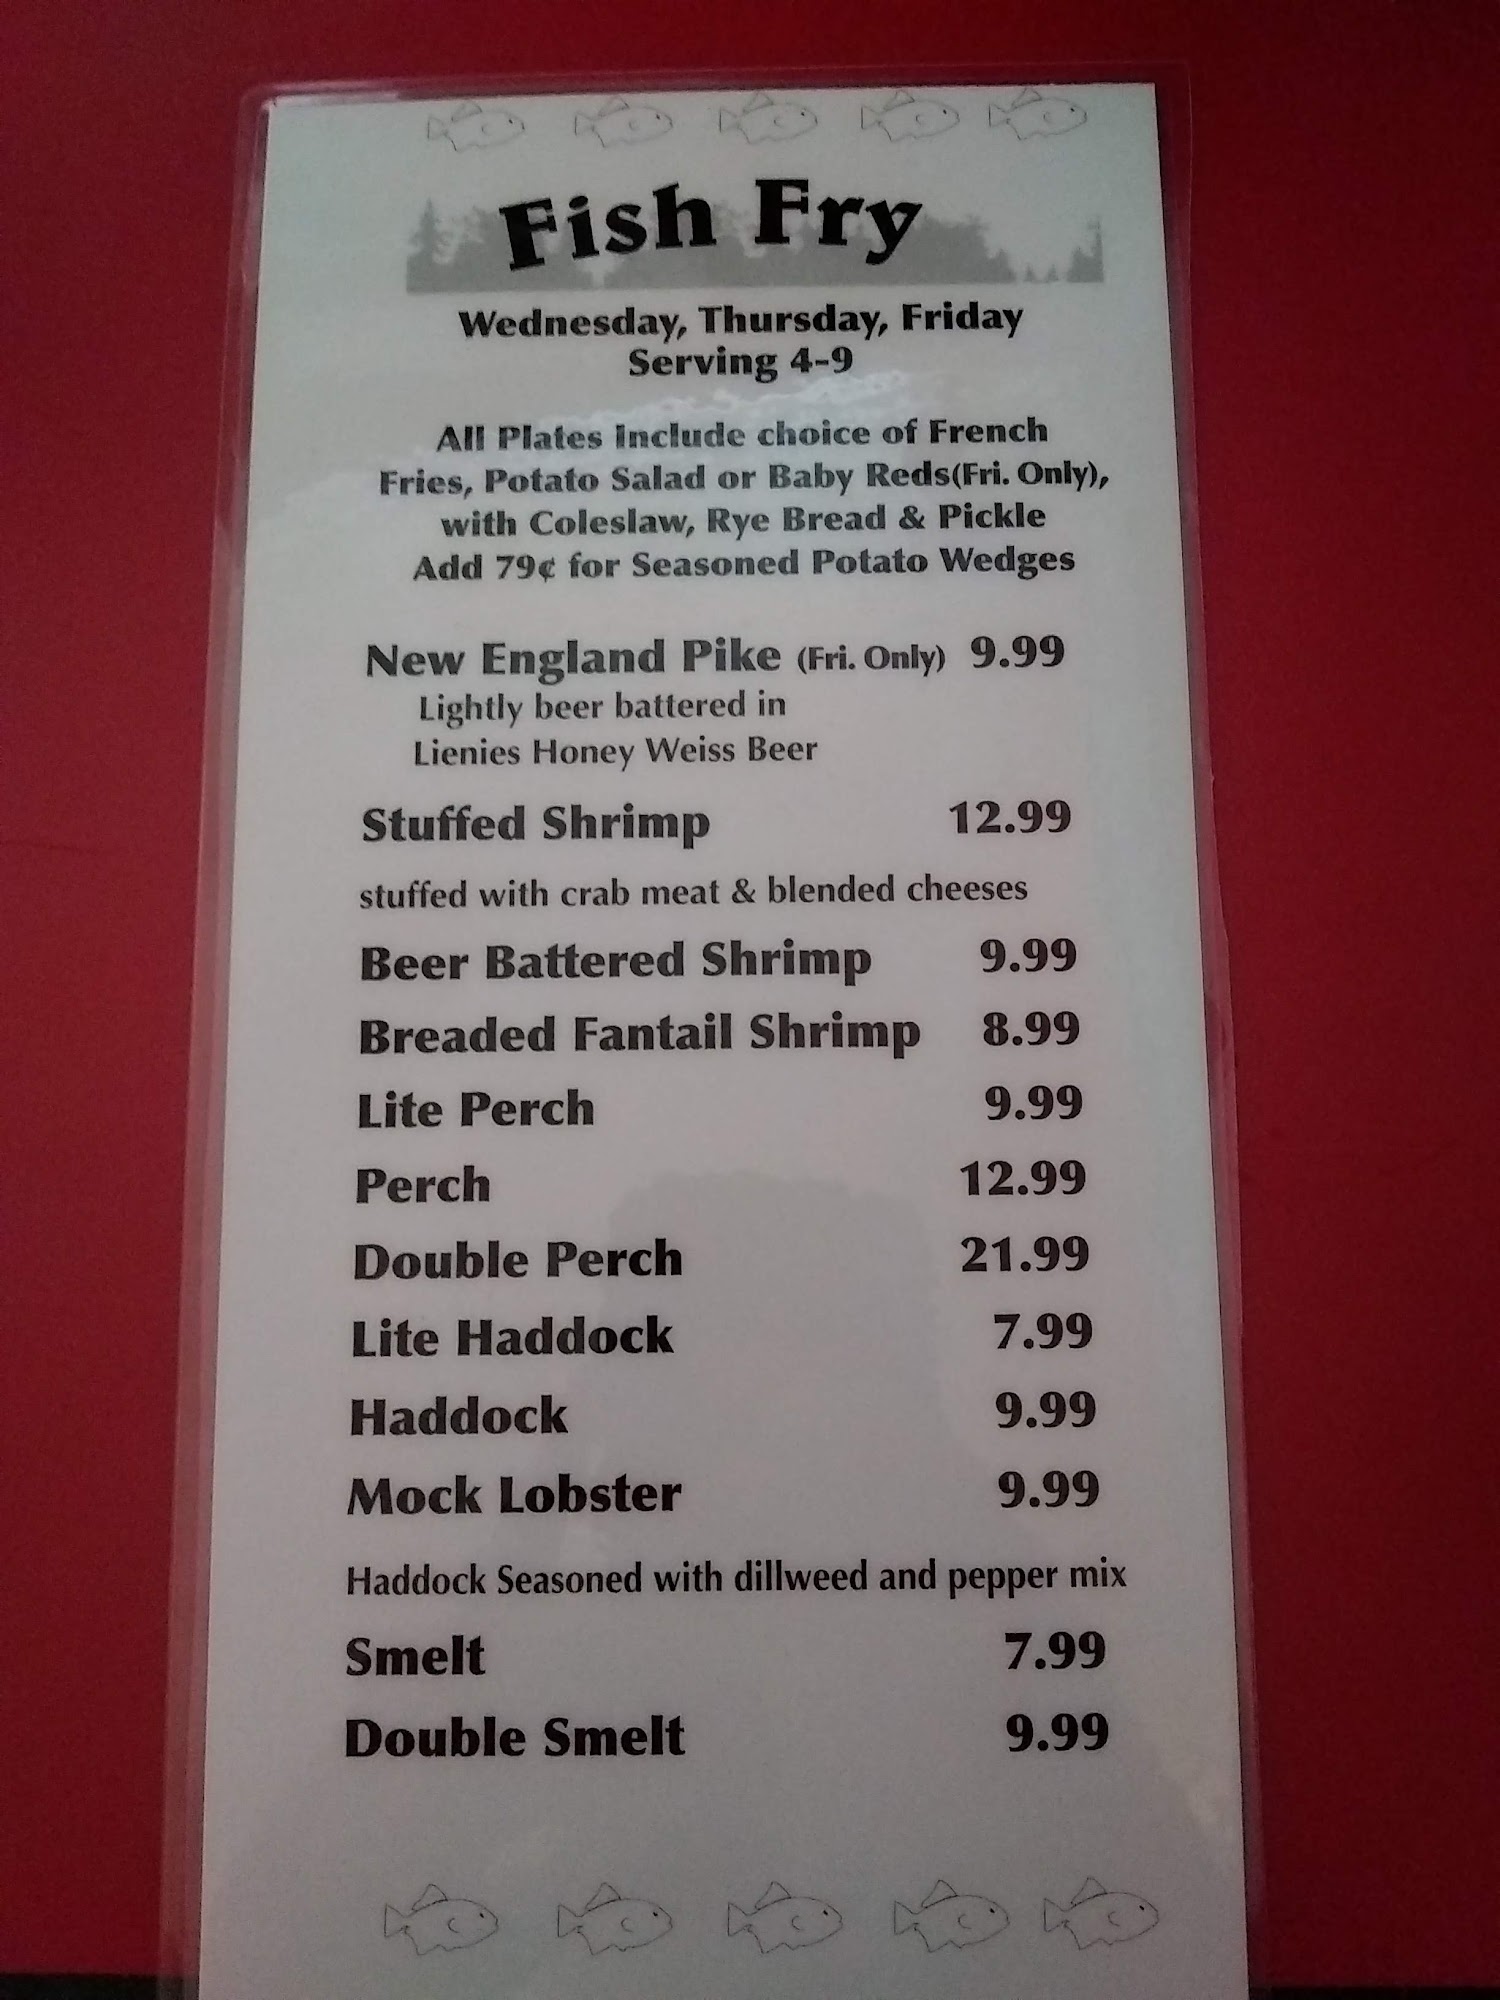 Fish Fry
Wednesday, Thursday, Friday
Serving 4-9
All Plates Include choice of French
Fries, Potato Salad or Baby Reds(Fri. Only),
with Coleslaw, Rye Bread & Pickle
Add 79¢ for Seasoned Potato Wedges
New England Pike (Fri. Only) 9.99
Lightly beer battered in
Lienies Honey Weiss Beer
Stuffed Shrimp 12.99
stuffed with crab meat & blended cheeses
Beer Battered Shrimp 9.99
Breaded Fantail Shrimp 8.99
Lite Perch 9.99
Perch 12.99
Double Perch 21.99
Lite Haddock 7.99
Haddock 9.99
Mock Lobster 9.99
Haddock Seasoned with dillweed and pepper mix
Smelt 7.99
Double Smelt 9.99